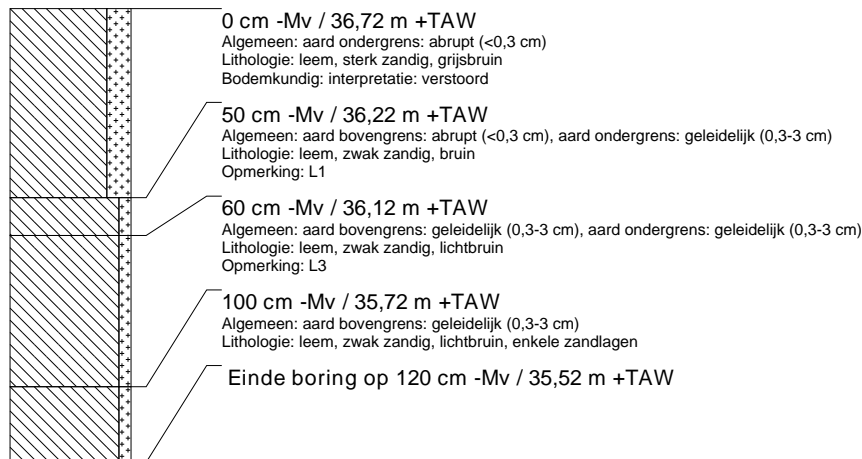 0 cm -Mv / 36,72 m +TAW
Algemeen: aard ondergrens: abrupt (<0,3 cm)
Lithologie: leem, sterk zandig, grijsbruin
Bodemkundig: interpretatie: verstoord
50 cm -Mv / 36,22 m +TAW
Algemeen: aard bovengrens: abrupt (<0,3 cm), aard ondergrens: geleidelijk (0,3-3 cm)
Lithologie: leem, zwak zandig, bruin
Opmerking: L1
60 cm -Mv / 36,12 m +TAW
Algemeen: aard bovengrens: geleidelijk (0,3-3 cm), aard ondergrens: geleidelijk (0,3-3 cm)
Lithologie: leem, zwak zandig, lichtbruin
Opmerking: L3
100 cm -Mv / 35,72 m +TAW
Algemeen: aard bovengrens: geleidelijk (0,3-3 cm)
Lithologie: leem, zwak zandig, lichtbruin, enkele zandlagen
Einde boring op 120 cm -Mv / 35,52 m +TAW